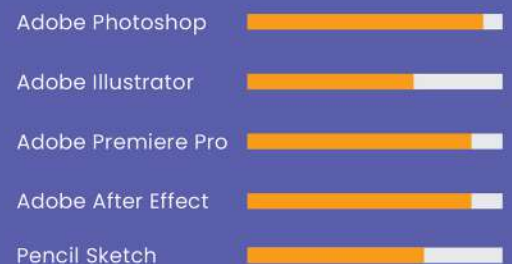 Adobe Photoshop
Adobe Illustrator
Adobe Premiere Pro
Adobe After Effect
Pencil Sketch